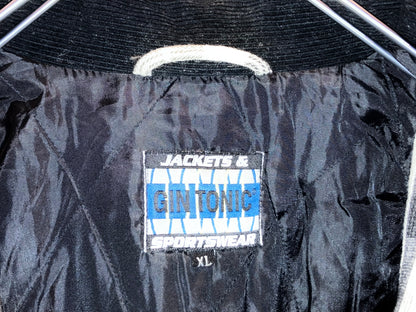 JACKETS &
GIN TONIC
SPORTSWEAR
XL